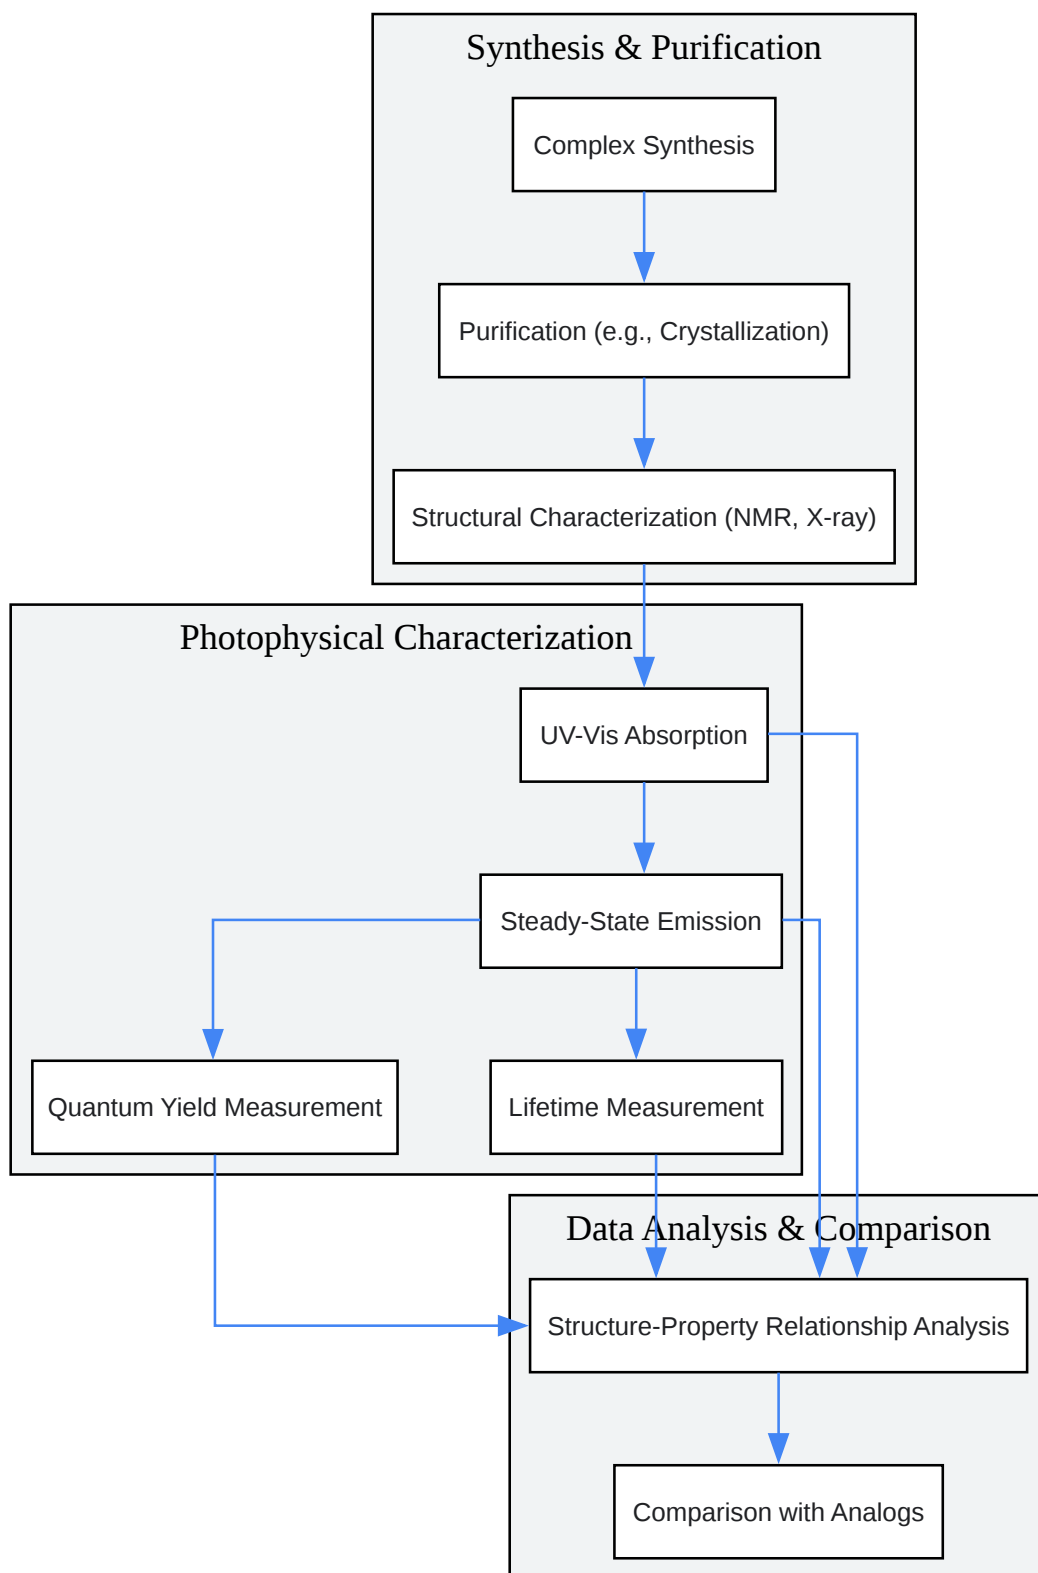 Synthesis & Purification
Complex Synthesis
Purification (e.g., Crystallization)
Structural Characterization (NMR, X-ray)
Photophysical Characterization
UV-Vis Absorption
Steady-State Emission
Quantum Yield Measurement
Lifetime Measurement
Data Analysis & Comparison
Structure-Property Relationship Analysis
Comparison with Analogs